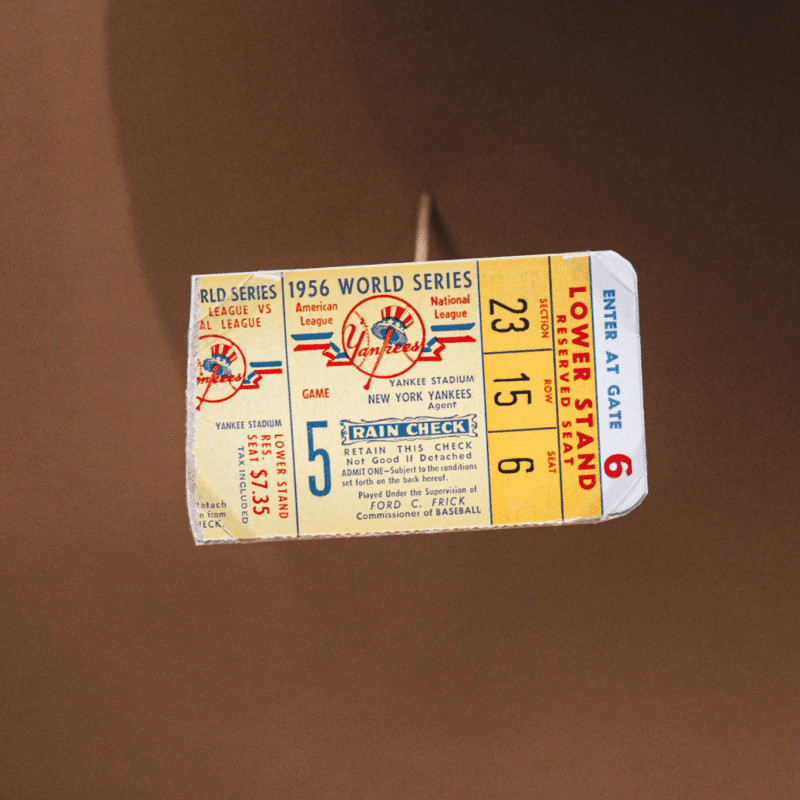 RLD SERIES
LEAGUE VS
AL LEAGUE
YANKEE STADIUM
LOWER STAND
RES. SEAT $7.35
TAX INCLUDED
etach
n from
HECK.
1956 WORLD SERIES
American
League
National
League
Yankees
YANKEE STADIUM
NEW YORK YANKEES
Agent
GAME
5
RAIN CHECK
RETAIN THIS CHECK
Not Good If Detached
ADMIT ONE—Subject to the conditions
set forth on the back hereof.
Played Under the Supervision of
FORD C. FRICK
Commissioner of BASEBALL
SECTION
23
ROW
15
SEAT
6
LOWER STAND
RESERVED SEAT
ENTER AT GATE
6